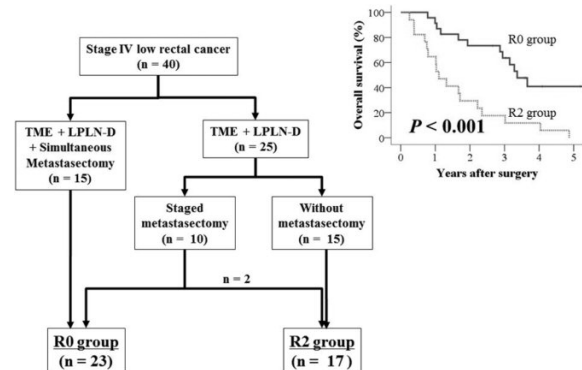 Stage IV low rectal cancer
(n = 40)
TME + LPLN-D
+ Simultaneous
Metastasectomy
(n = 15)
TME + LPLN-D
(n = 25)
Staged
metastasectomy
(n = 10)
Without
metastasectomy
(n = 15)
n = 2
R0 group
(n = 23)
R2 group
(n = 17)
Overall survival (%)
100
80
60
40
20
0
R0 group
R2 group
P < 0.001
0 1 2 3 4 5
Years after surgery